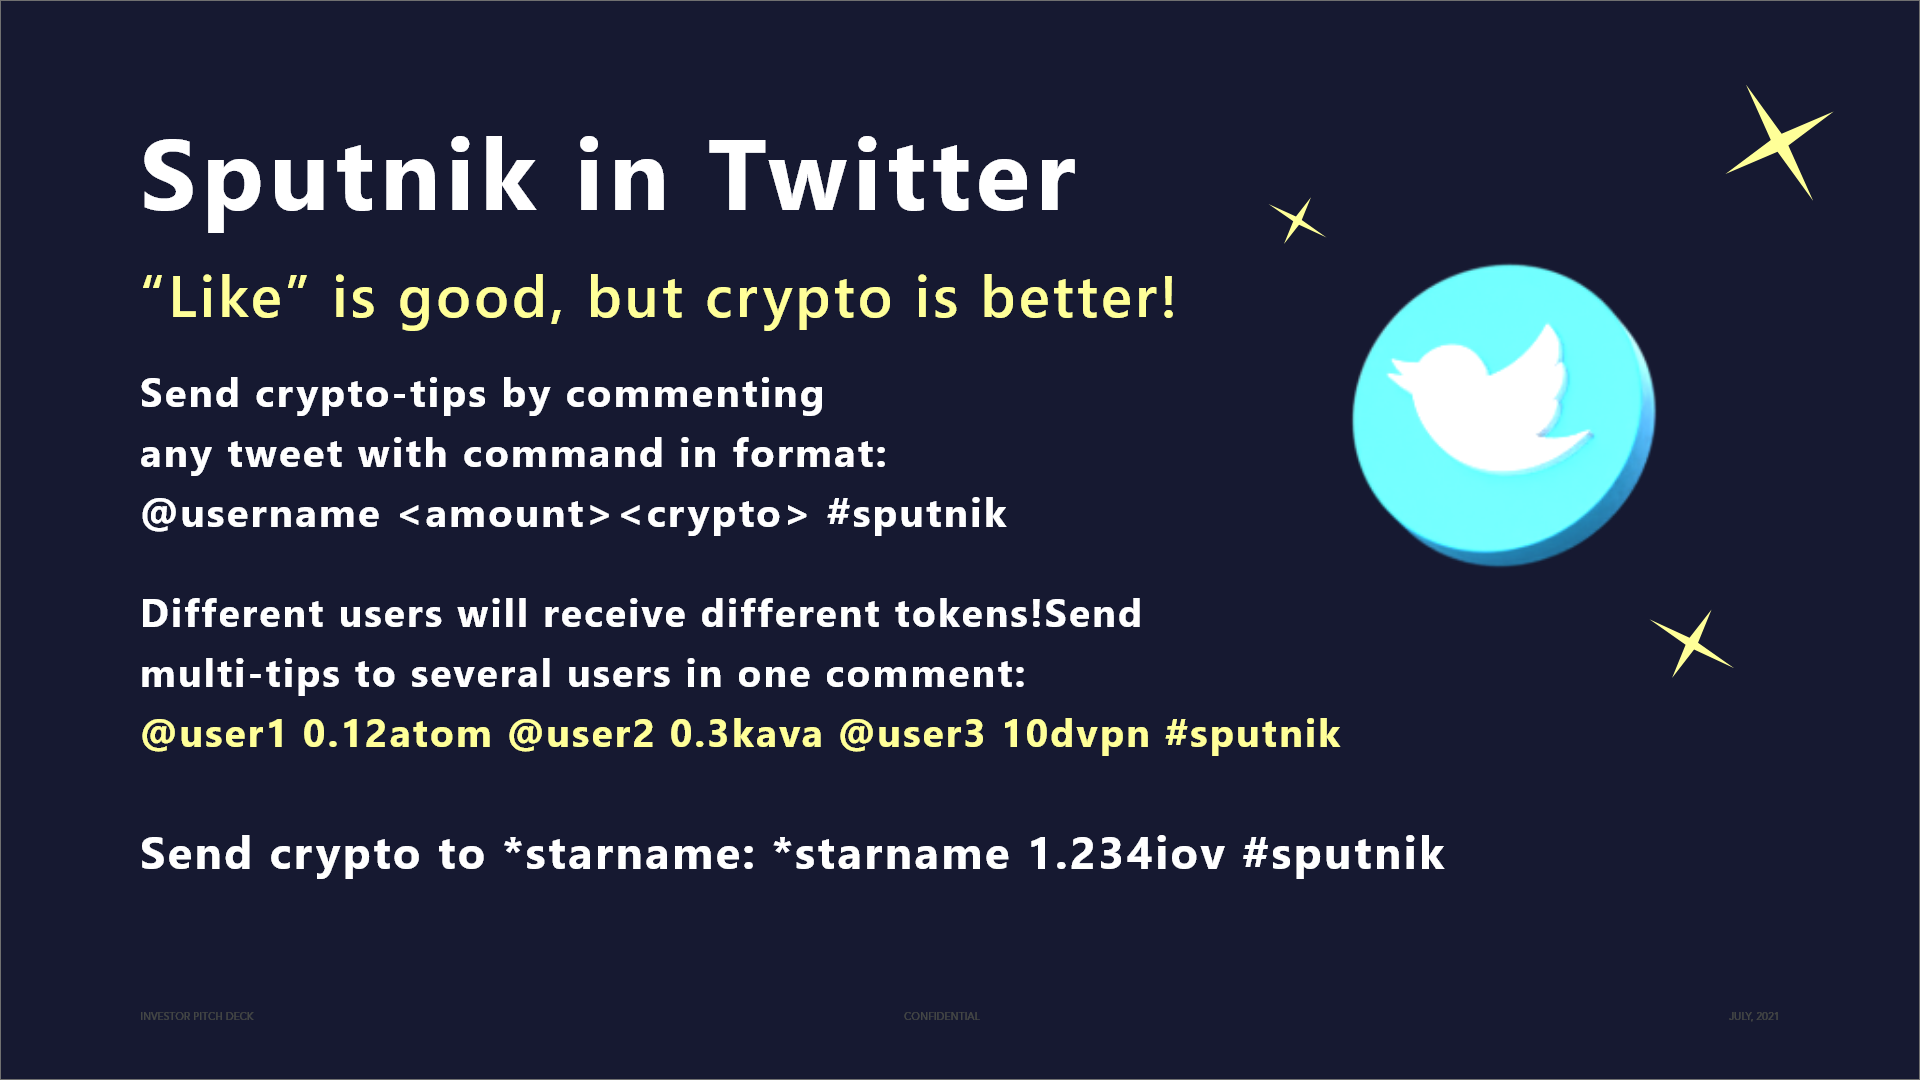 Sputnik in Twitter
“Like” is good, but crypto is better!
Send crypto-tips by commenting
any tweet with command in format:
@username <amount><crypto> #sputnik
Different users will receive different tokens!Send
multi-tips to several users in one comment:
@user1 0.12atom @user2 0.3kava @user3 10dvpn #sputnik
Send crypto to *starname: *starname 1.234iov #sputnik
INVESTOR PITCH DECK
CONFIDENTIAL
JULY, 2021